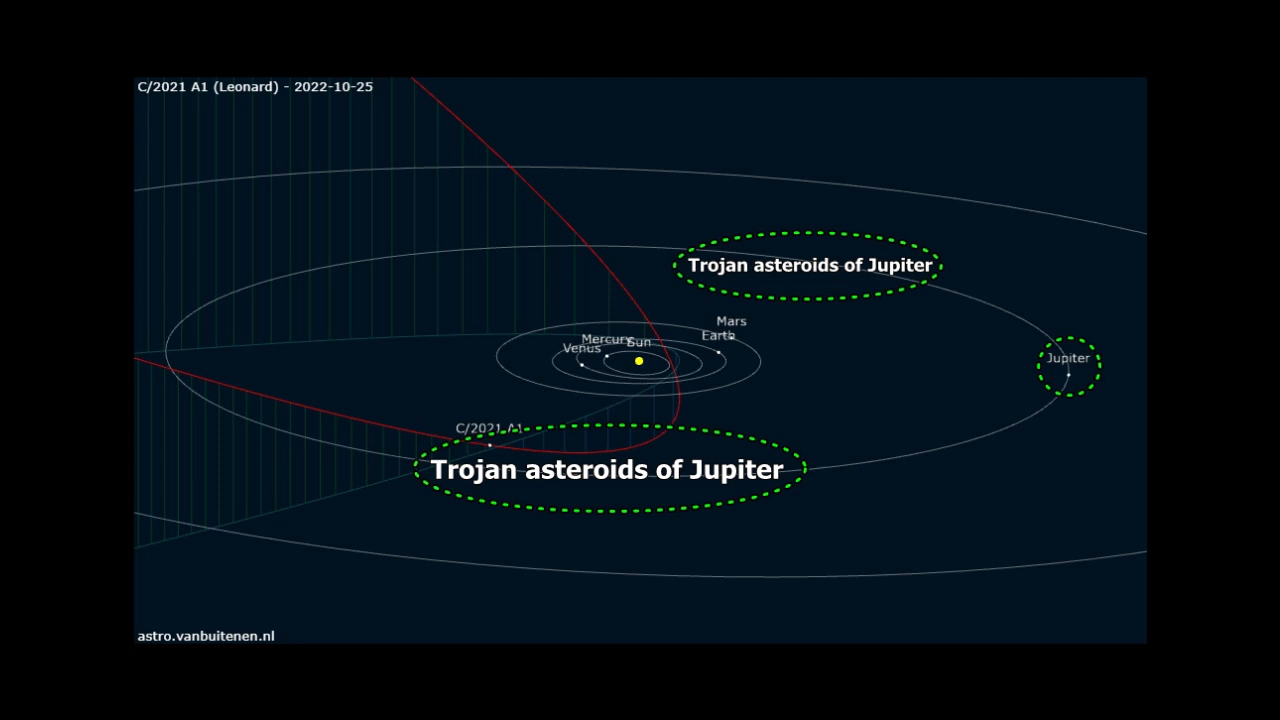 C/2021 A1 (Leonard) - 2022-10-25
Trojan asteroids of Jupiter
Mars
Earth
Mercury
Sun
Venus
Jupiter
C/2021 A1
Trojan asteroids of Jupiter
astro.vanbuitenen.nl